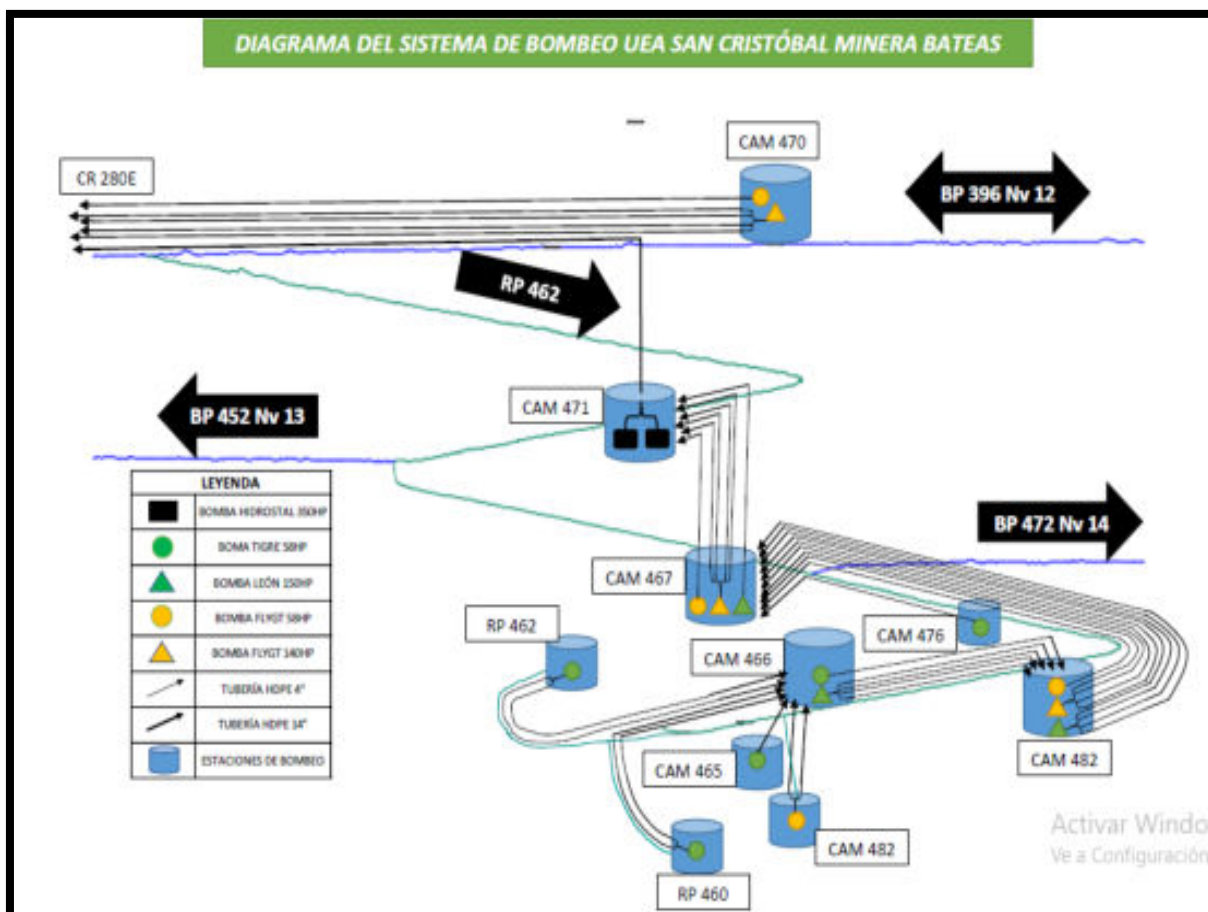 DIAGRAMA DEL SISTEMA DE BOMBEO UEA SAN CRISTÓBAL MINERA BATEAS
CAM 470
CR 280E
BP 396 Nv 12
RP 462
CAM 471
BP 452 Nv 13
LEYENDA
BOMBA HIDROSTAL 350HP
BOMA TIGRE 58HP
BOMBA LEÓN 150HP
BOMBA FLYGT 58HP
BOMBA FLYGT 140HP
TUBERÍA HDPE 4"
TUBERÍA HDPE 14"
ESTACIONES DE BOMBEO
BP 472 Nv 14
CAM 467
RP 462
CAM 466
CAM 476
CAM 465
CAM 482
CAM 482
RP 460
Activar Windo
Ve a Configuración